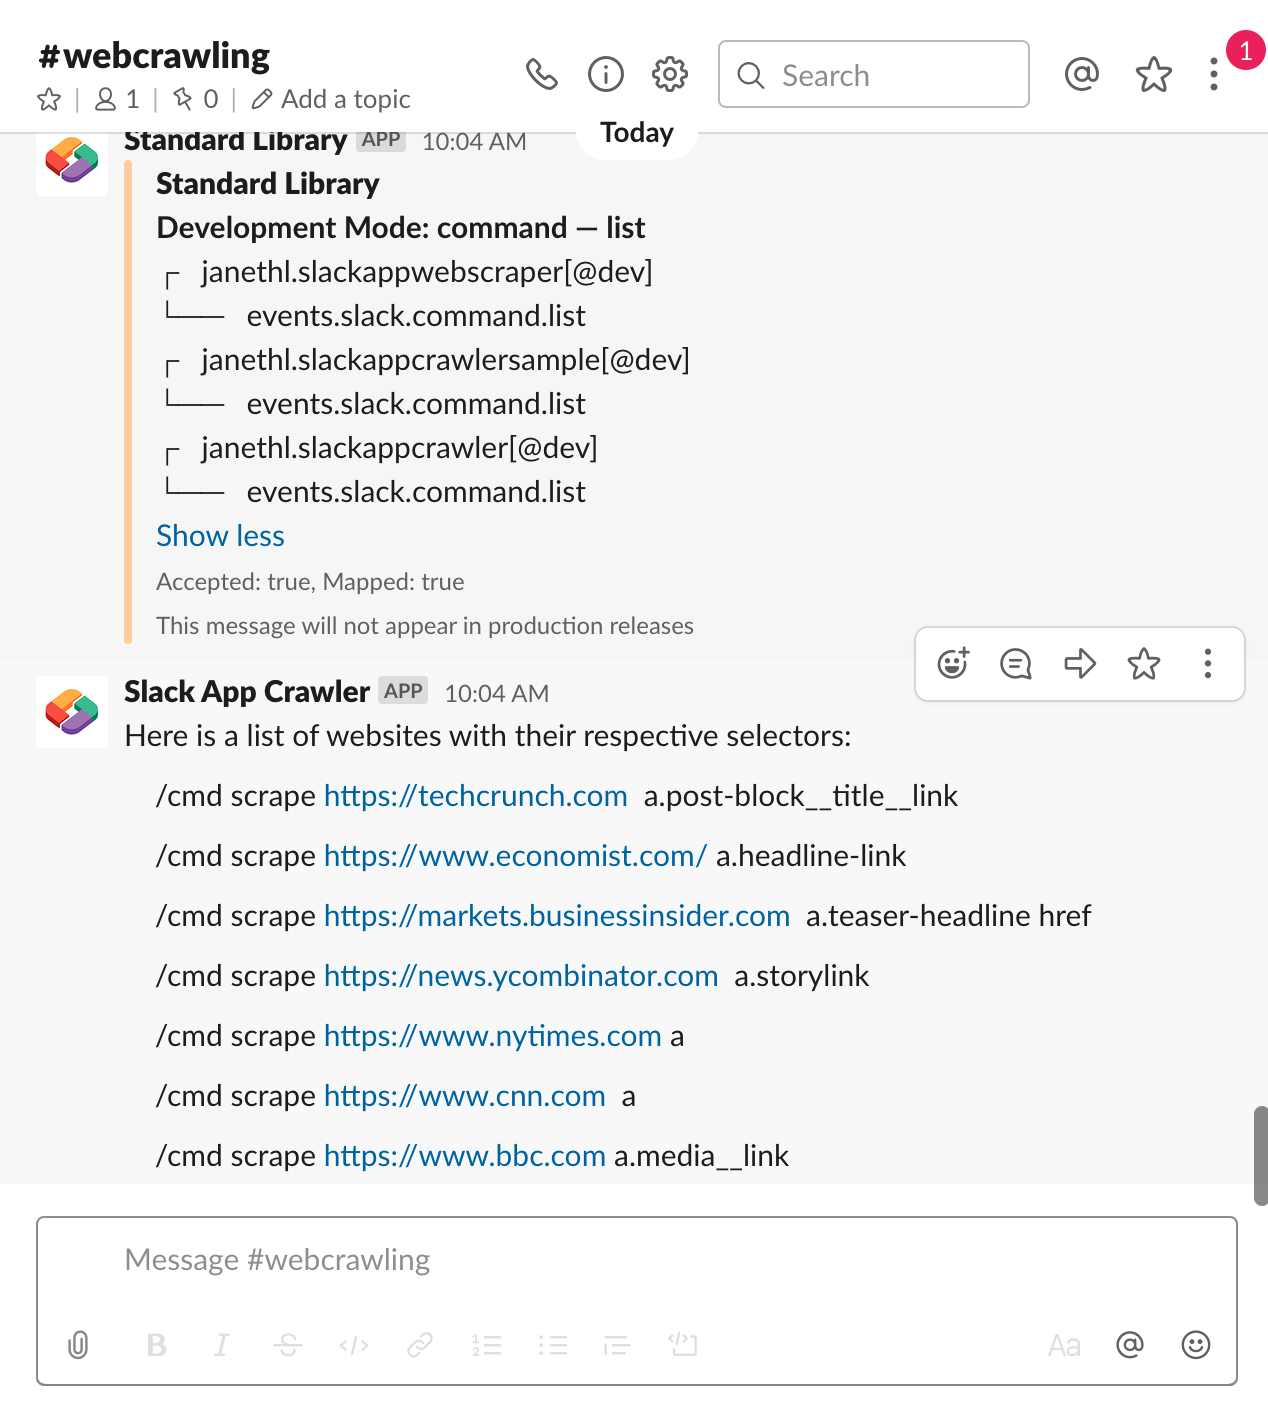 #webcrawling
1 | 0 | Add a topic
Search
1
Today
Standard Library APP 10:04 AM
Standard Library
Development Mode: command — list
┌ janethl.slackappwebscraper[@dev]
└── events.slack.command.list
┌ janethl.slackappcrawlersample[@dev]
└── events.slack.command.list
┌ janethl.slackappcrawler[@dev]
└── events.slack.command.list
Show less
Accepted: true, Mapped: true
This message will not appear in production releases
Slack App Crawler APP 10:04 AM
Here is a list of websites with their respective selectors:
/cmd scrape https://techcrunch.com a.post-block__title__link
/cmd scrape https://www.economist.com/ a.headline-link
/cmd scrape https://markets.businessinsider.com a.teaser-headline href
/cmd scrape https://news.ycombinator.com a.storylink
/cmd scrape https://www.nytimes.com a
/cmd scrape https://www.cnn.com a
/cmd scrape https://www.bbc.com a.media__link
Message #webcrawling
B I S </> Aa @